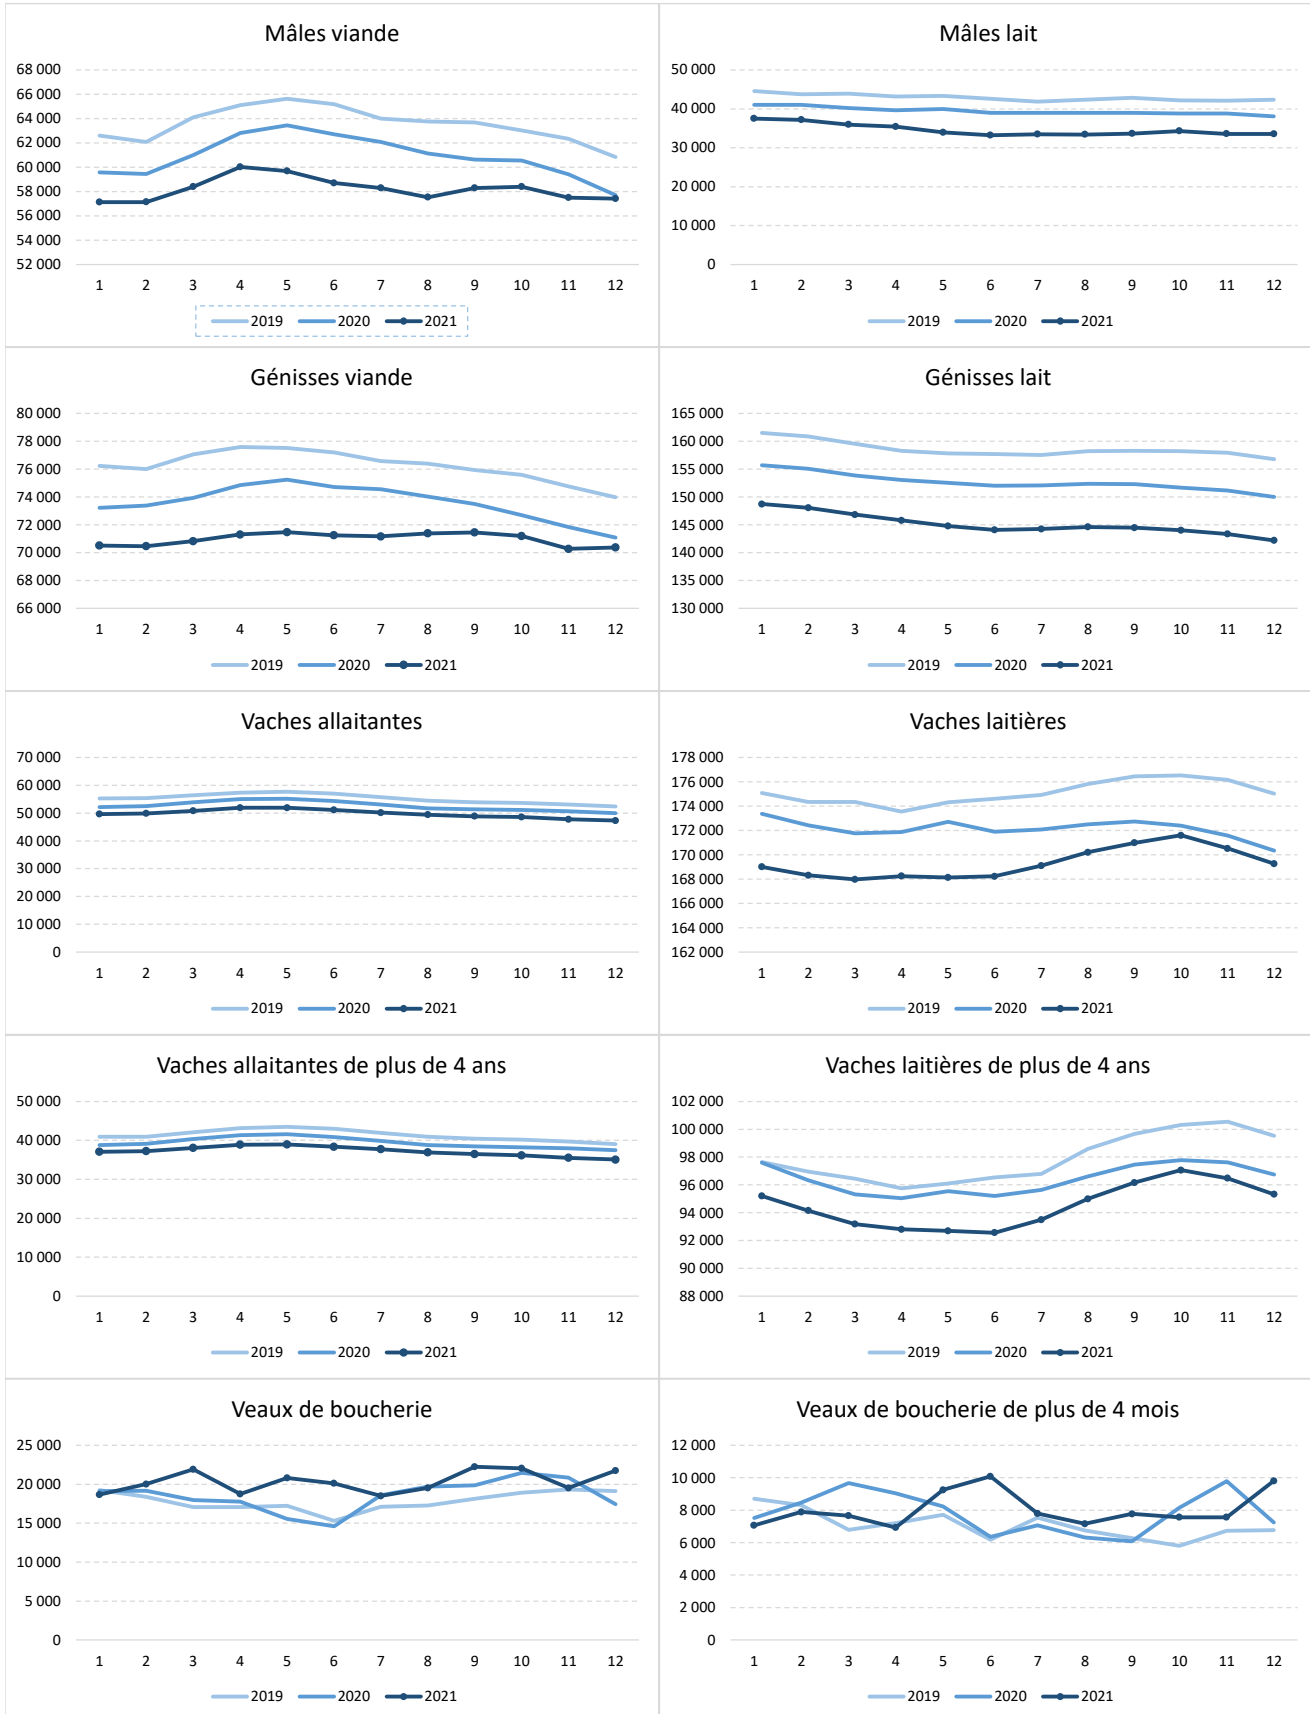 Mâles viande
68 000
66 000
64 000
62 000
60 000
58 000
56 000
54 000
52 000
1 2 3 4 5 6 7 8 9 10 11 12
2019 2020 2021
Mâles lait
50 000
40 000
30 000
20 000
10 000
0
1 2 3 4 5 6 7 8 9 10 11 12
2019 2020 2021
Génisses viande
80 000
78 000
76 000
74 000
72 000
70 000
68 000
66 000
1 2 3 4 5 6 7 8 9 10 11 12
2019 2020 2021
Génisses lait
165 000
160 000
155 000
150 000
145 000
140 000
135 000
130 000
1 2 3 4 5 6 7 8 9 10 11 12
2019 2020 2021
Vaches allaitantes
70 000
60 000
50 000
40 000
30 000
20 000
10 000
0
1 2 3 4 5 6 7 8 9 10 11 12
2019 2020 2021
Vaches laitières
178 000
176 000
174 000
172 000
170 000
168 000
166 000
164 000
162 000
1 2 3 4 5 6 7 8 9 10 11 12
2019 2020 2021
Vaches allaitantes de plus de 4 ans
50 000
40 000
30 000
20 000
10 000
0
1 2 3 4 5 6 7 8 9 10 11 12
2019 2020 2021
Vaches laitières de plus de 4 ans
102 000
100 000
98 000
96 000
94 000
92 000
90 000
88 000
1 2 3 4 5 6 7 8 9 10 11 12
2019 2020 2021
Veaux de boucherie
25 000
20 000
15 000
10 000
5 000
0
1 2 3 4 5 6 7 8 9 10 11 12
2019 2020 2021
Veaux de boucherie de plus de 4 mois
12 000
10 000
8 000
6 000
4 000
2 000
0
1 2 3 4 5 6 7 8 9 10 11 12
2019 2020 2021